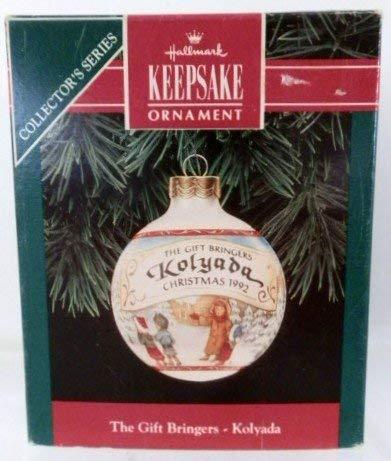 COLLECTOR'S SERIES
Hallmark
KEEPSAKE
ORNAMENT
THE GIFT BRINGERS
Kolyada
CHRISTMAS 1992
The Gift Bringers - Kolyada